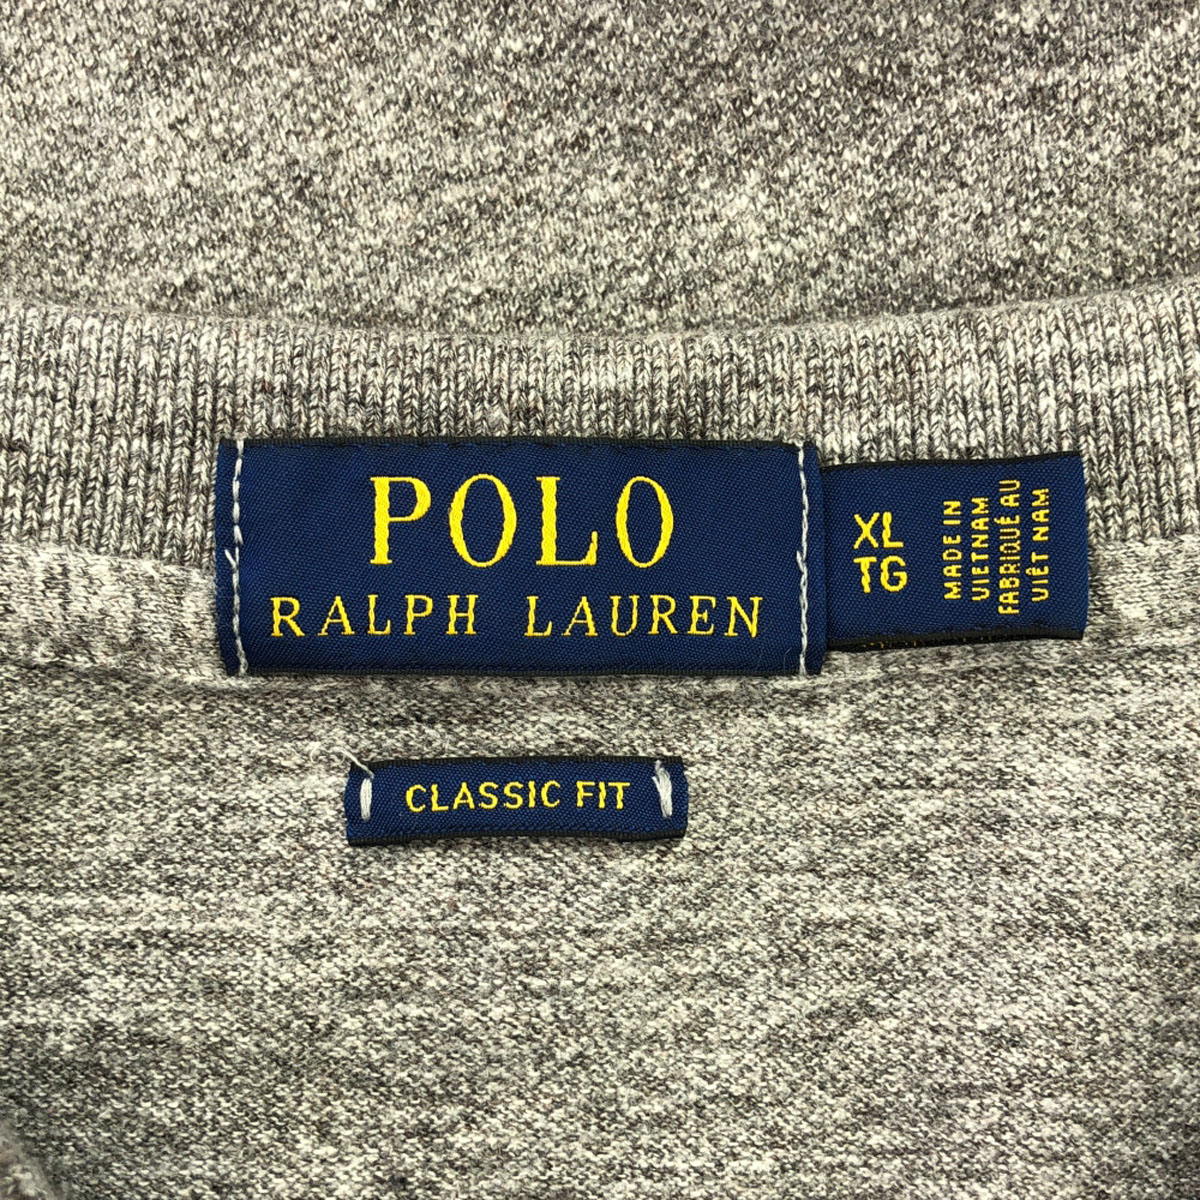 POLO
RALPH LAUREN
XL
TG
MADE IN
VIETNAM
FABRIQUÉ AU
VIÊT NAM
CLASSIC FIT